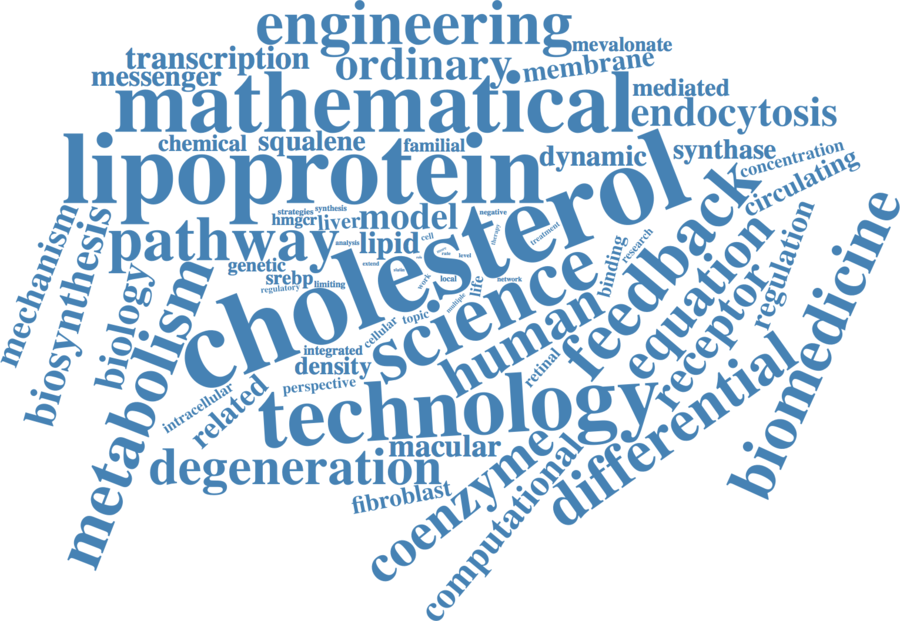 engineering
mevalonate
transcription
ordinary
membrane
messenger
mathematical
mediated
endocytosis
chemical
squalene
familial
lipoprotein
dynamic
synthase
concentration
circulating
strategies
synthesis
hmgcr
liver
model
negative
therapy
treatment
pathway
analysis
lipid
cell
rate
level
genetic
extend
srebp
limiting
regulatory
work
local
network
multiple
life
binding
research
cholesterol
feedback
mechanism
biosynthesis
biology
metabolism
science
equation
regulation
cellular
topic
human
receptor
biomedicine
integrated
density
perspective
retinal
intracellular
related
technology
differential
macular
degeneration
fibroblast
coenzyme
computational